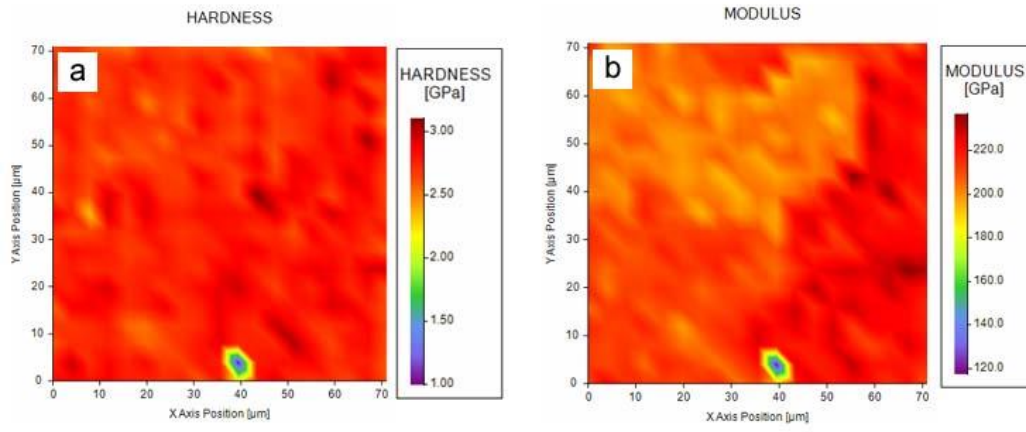 HARDNESS
a
Y Axis Position [µm]
70
60
50
40
30
20
10
0
0 10 20 30 40 50 60 70
X Axis Position [µm]
HARDNESS
[GPa]
3.00
2.50
2.00
1.50
1.00
MODULUS
b
Y Axis Position [µm]
70
60
50
40
30
20
10
0
0 10 20 30 40 50 60 70
X Axis Position [µm]
MODULUS
[GPa]
220.0
200.0
180.0
160.0
140.0
120.0